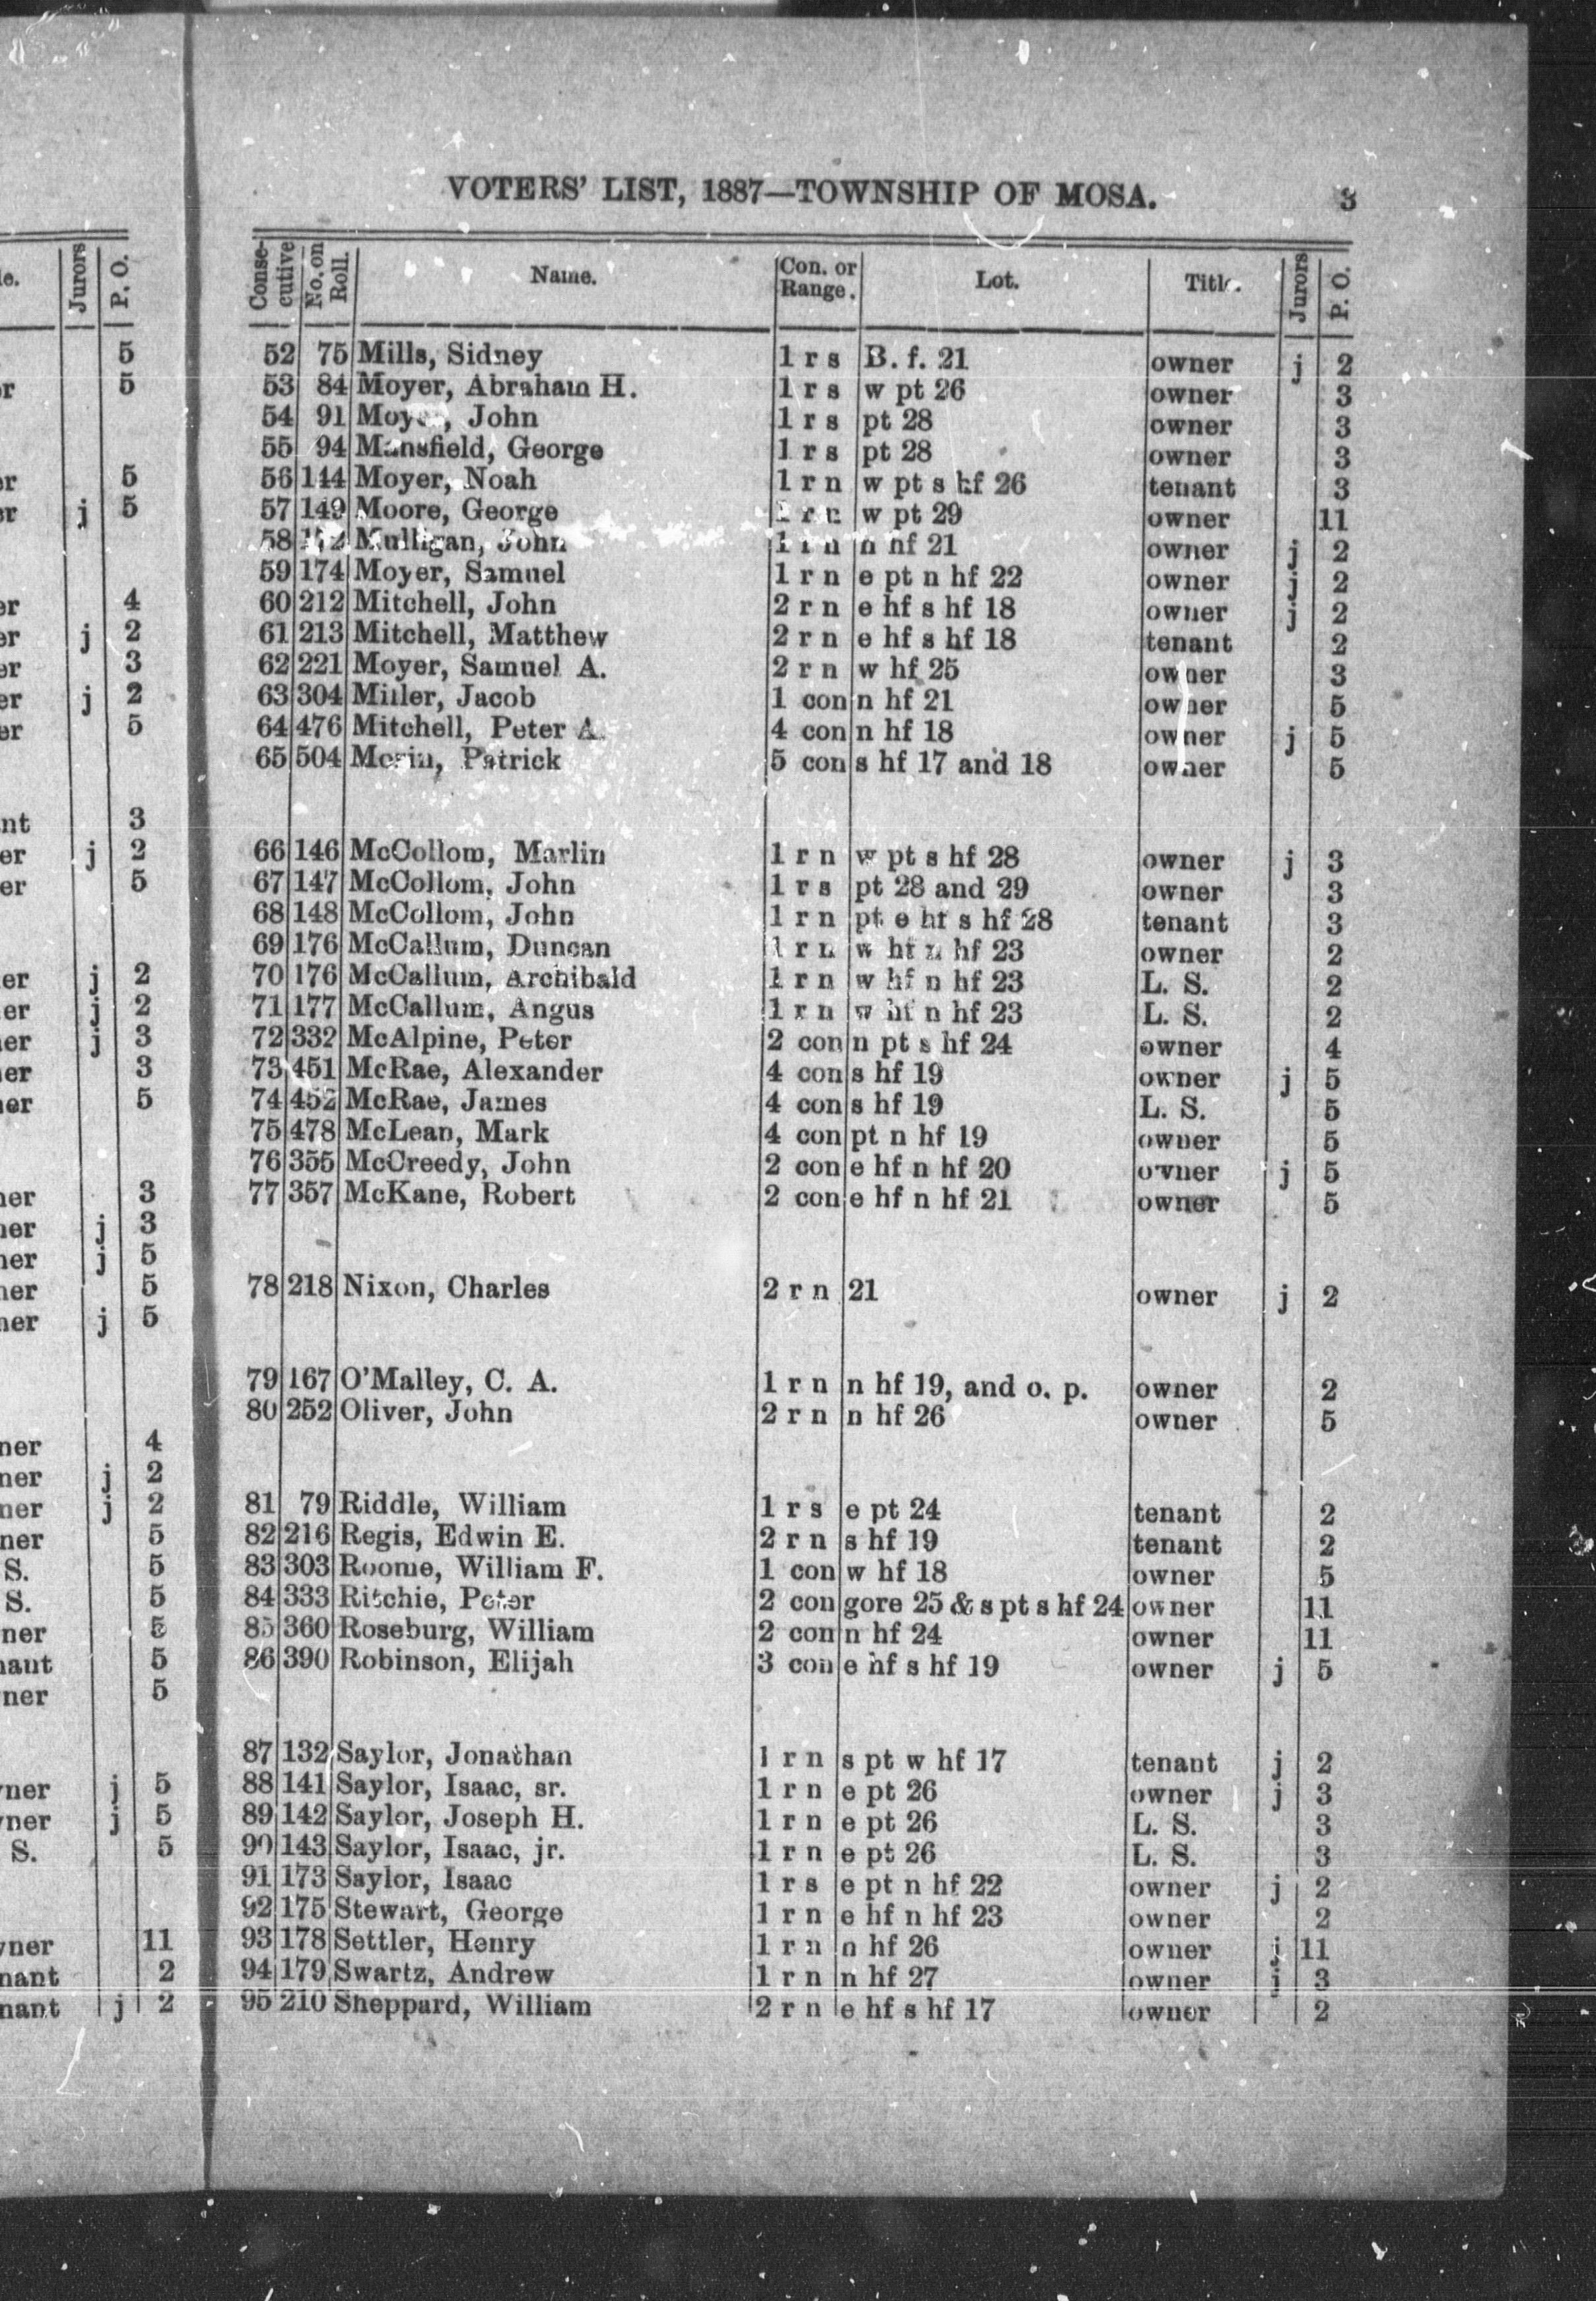 VOTERS' LIST, 1887—TOWNSHIP OF MOSA. 3
Conse-cutive No. on Roll. Name. Con. or Range. Lot. Title. Jurors P. O.
52 75 Mills, Sidney 1 r s B. f. 21 owner j 2
53 84 Moyer, Abraham H. 1 r s w pt 26 owner 3
54 91 Moyer, John 1 r s pt 28 owner 3
55 94 Mansfield, George 1 r s pt 28 owner 3
56 144 Moyer, Noah 1 r n w pt s hf 26 tenant 3
57 149 Moore, George 1 r n w pt 29 owner 11
58 Mulligan, John 1 r n n hf 21 owner j 2
59 174 Moyer, Samuel 1 r n e pt n hf 22 owner j 2
60 212 Mitchell, John 2 r n e hf s hf 18 owner j 2
61 213 Mitchell, Matthew 2 r n e hf s hf 18 tenant 2
62 221 Moyer, Samuel A. 2 r n w hf 25 owner 3
63 304 Miller, Jacob 1 con n hf 21 owner 5
64 476 Mitchell, Peter A. 4 con n hf 18 owner j 5
65 504 Patrick 5 con s hf 17 and 18 owner 5
66 146 McCollom, Marlin 1 r n w pt s hf 28 owner j 3
67 147 McCollom, John 1 r s pt 28 and 29 owner 3
68 148 McCollom, John 1 r n pt e hf s hf 28 tenant 3
69 176 McCallum, Duncan 1 r n w hf n hf 23 owner 2
70 176 McCallum, Archibald 1 r n w hf n hf 23 L. S. 2
71 177 McCallum, Angus 1 r n w hf n hf 23 L. S. 2
72 332 McAlpine, Peter 2 con n pt s hf 24 owner 4
73 451 McRae, Alexander 4 con s hf 19 owner j 5
74 452 McRae, James 4 con s hf 19 L. S. 5
75 478 McLean, Mark 4 con pt n hf 19 owner 5
76 355 McCreedy, John 2 con e hf n hf 20 owner j 5
77 357 McKane, Robert 2 con e hf n hf 21 owner 5
78 218 Nixon, Charles 2 r n 21 owner j 2
79 167 O'Malley, C. A. 1 r n n hf 19, and o. p. owner 2
80 252 Oliver, John 2 r n n hf 26 owner 5
81 79 Riddle, William 1 r s e pt 24 tenant 2
82 216 Regis, Edwin E. 2 r n s hf 19 tenant 2
83 303 Roome, William F. 1 con w hf 18 owner 5
84 333 Ritchie, Peter 2 con gore 25 & s pt s hf 24 owner 11
85 360 Roseburg, William 2 con n hf 24 owner 11
86 390 Robinson, Elijah 3 con e hf s hf 19 owner j 5
87 132 Saylor, Jonathan 1 r n s pt w hf 17 tenant j 2
88 141 Saylor, Isaac, sr. 1 r n e pt 26 owner j 3
89 142 Saylor, Joseph H. 1 r n e pt 26 L. S. 3
90 143 Saylor, Isaac, jr. 1 r n e pt 26 L. S. 3
91 173 Saylor, Isaac 1 r s e pt n hf 22 owner j 2
92 175 Stewart, George 1 r n e hf n hf 23 owner 2
93 178 Settler, Henry 1 r n n hf 26 owner j 11
94 179 Swartz, Andrew 1 r n n hf 27 owner j 3
95 210 Sheppard, William 2 r n e hf s hf 17 owner 2